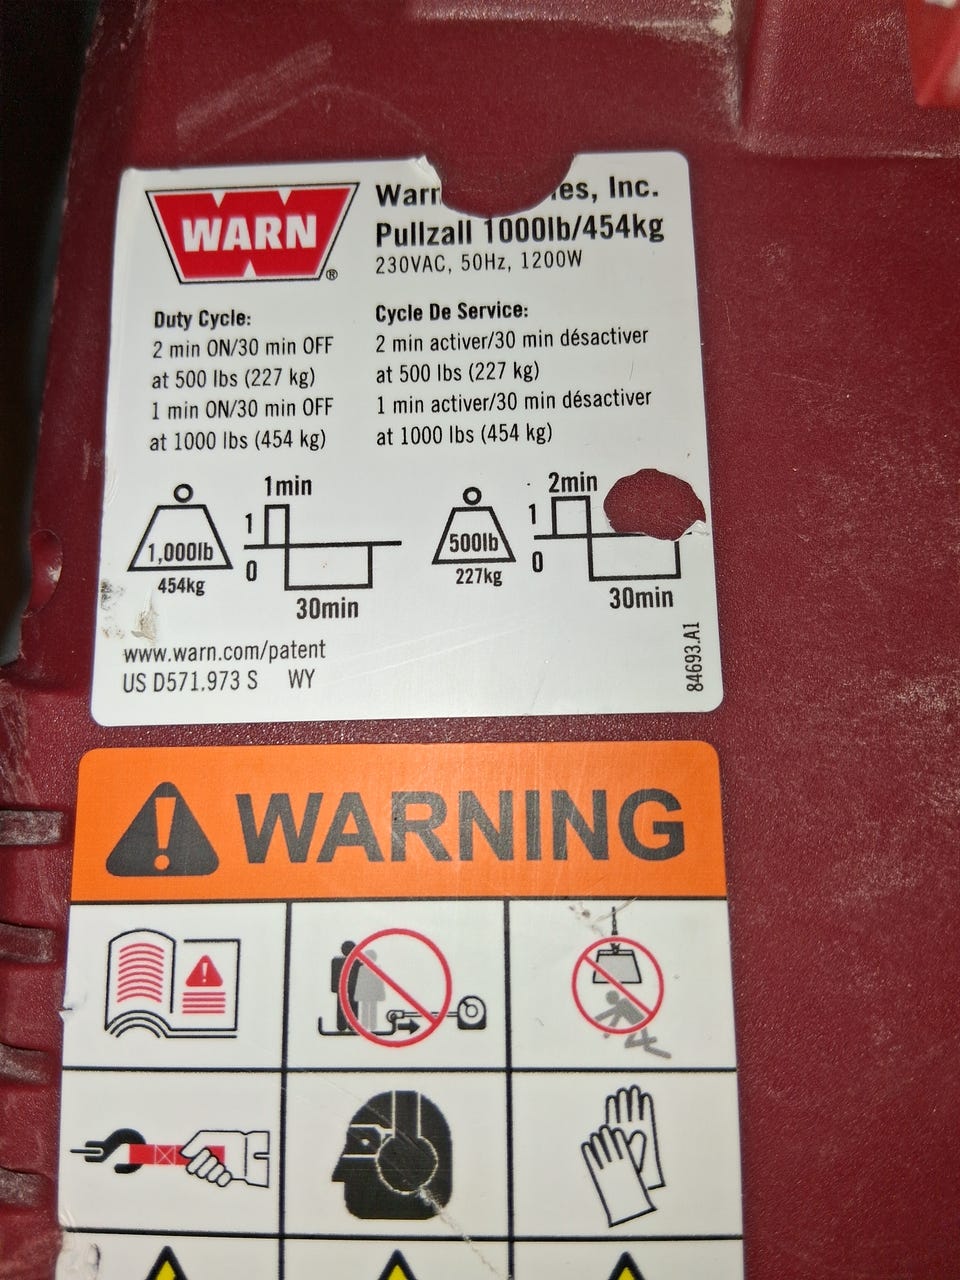 WARN
®
Warn Inc.
Pullzall 1000lb/454kg
230VAC, 50Hz, 1200W
Duty Cycle:
2 min ON/30 min OFF
at 500 lbs (227 kg)
1 min ON/30 min OFF
at 1000 lbs (454 kg)
Cycle De Service:
2 min activer/30 min désactiver
at 500 lbs (227 kg)
1 min activer/30 min désactiver
at 1000 lbs (454 kg)
1,000lb
454kg
1min
1
0
30min
500lb
227kg
2min
1
0
30min
www.warn.com/patent
US D571.973 S WY
84693.A1
WARNING